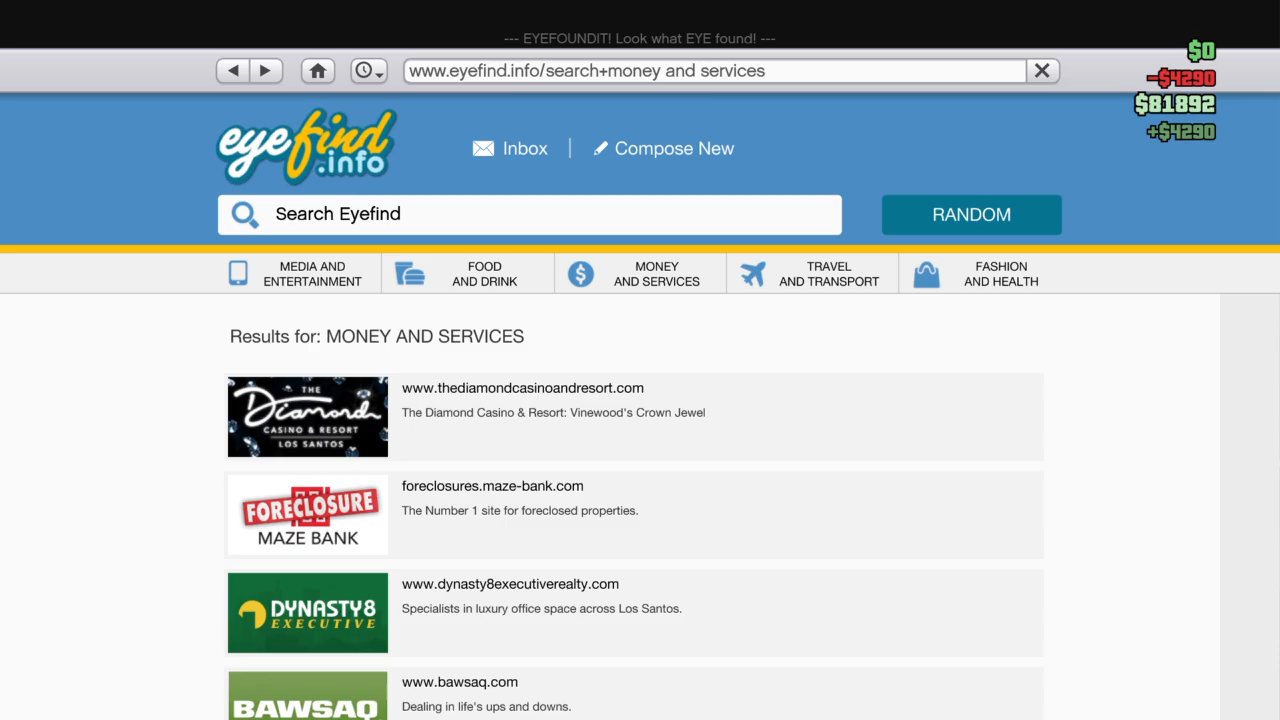 --- EYEFOUNDIT! Look what EYE found! ---
www.eyefind.info/search+money and services
$0
-$4290
$81892
+$4290
eyefind
.info
Inbox
Compose New
Search Eyefind
RANDOM
MEDIA AND
ENTERTAINMENT
FOOD
AND DRINK
MONEY
AND SERVICES
TRAVEL
AND TRANSPORT
FASHION
AND HEALTH
Results for: MONEY AND SERVICES
THE
Diamond
CASINO & RESORT
LOS SANTOS
www.thediamondcasinoandresort.com
The Diamond Casino & Resort: Vinewood's Crown Jewel
FORECLOSURE
MAZE BANK
foreclosures.maze-bank.com
The Number 1 site for foreclosed properties.
DYNASTY8
EXECUTIVE
www.dynasty8executiverealty.com
Specialists in luxury office space across Los Santos.
BAWSAQ
www.bawsaq.com
Dealing in life's ups and downs.